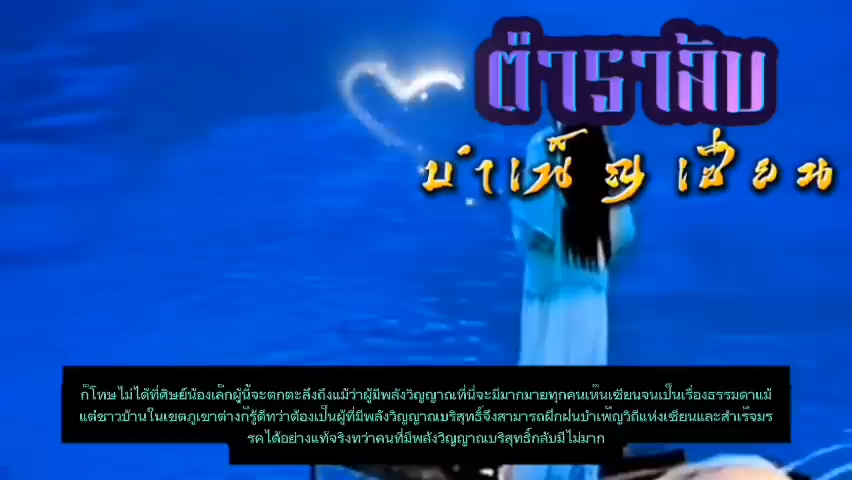 ตำราลับ
บำเพ็ญเซียน
ก็โทษไม่ได้ที่ศิษย์น้องเล็กผู้นี้จะตกตะลึงถึงแม้ว่าผู้มีพลังวิญญาณที่นี่จะมีมากมายทุกคนเห็นเซียนจนเป็นเรื่องธรรมดาแม้
แต่ชาวบ้านในเขตภูเขาต่างก็รู้ดีทว่าต้องเป็นผู้ที่มีพลังวิญญาณบริสุทธิ์จึงสามารถฝึกฝนบำเพ็ญวิถีแห่งเซียนและสำเร็จมร
รคได้อย่างแท้จริงทว่าคนที่มีพลังวิญญาณบริสุทธิ์กลับมีไม่มาก